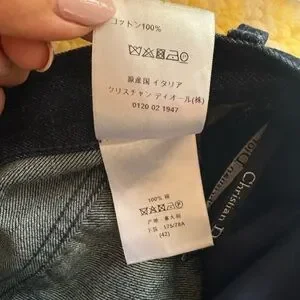 コットン100%
原産国 イタリア
クリスチャン ディオール(株)
0120 02 1947
100% 棉
产地: 意大利
下装: 175/78A
(42)
Christian D